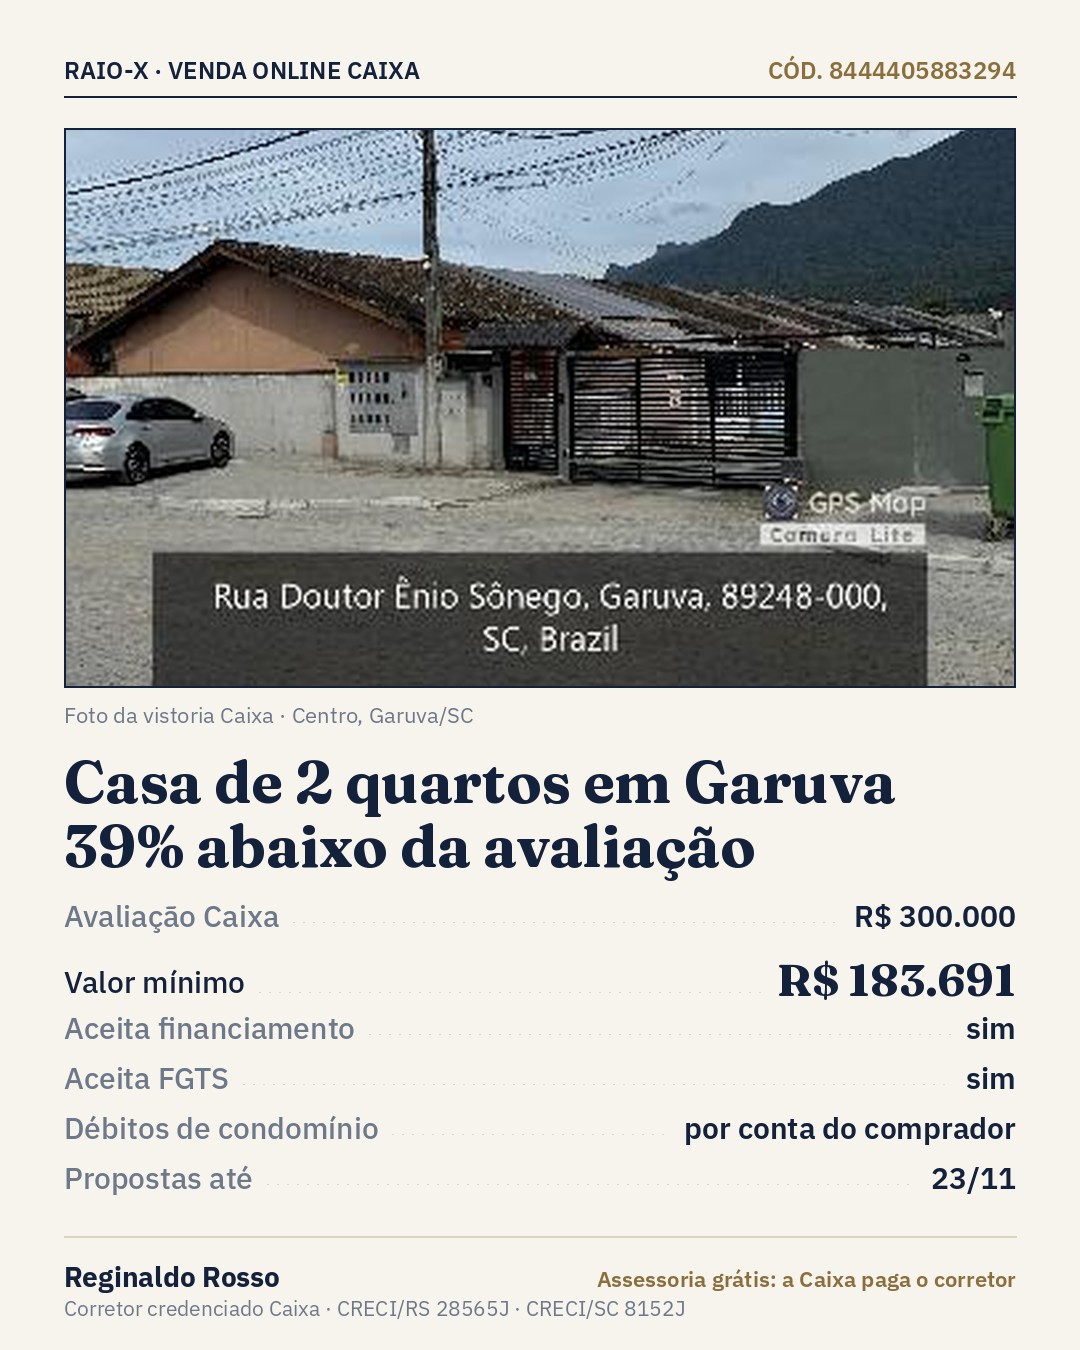 RAIO-X · VENDA ONLINE CAIXA
CÓD. 8444405883294
GPS Map
Camera Lite
Rua Doutor Ênio Sônego, Garuva, 89248-000,
SC, Brazil
Foto da vistoria Caixa · Centro, Garuva/SC
Casa de 2 quartos em Garuva
39% abaixo da avaliação
Avaliação Caixa R$ 300.000
Valor mínimo R$ 183.691
Aceita financiamento sim
Aceita FGTS sim
Débitos de condomínio por conta do comprador
Propostas até 23/11
Reginaldo Rosso
Assessoria grátis: a Caixa paga o corretor
Corretor credenciado Caixa · CRECI/RS 28565J · CRECI/SC 8152J